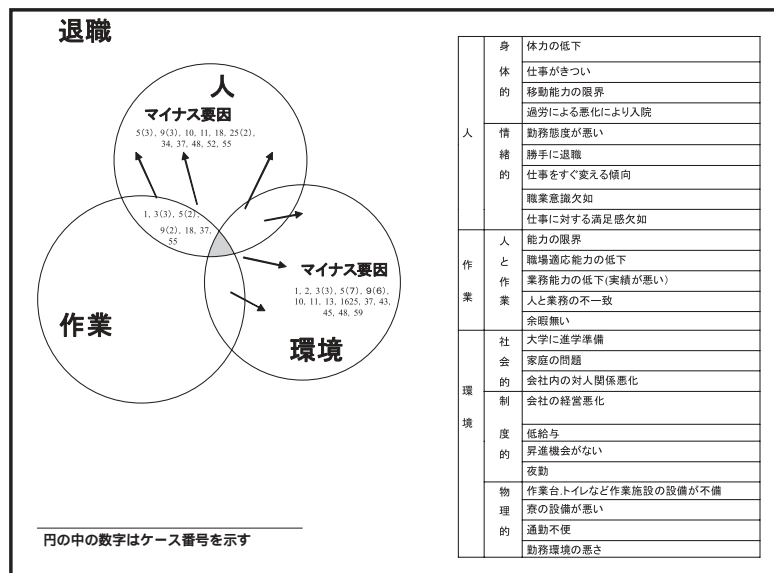 退職
人
マイナス要因
5(3), 9(3), 10, 11, 18, 25(2),
34, 37, 48, 52, 55
1, 3(3), 5(2),
9(2), 18, 37,
55
マイナス要因
1, 2, 3(3), 5(7), 9(6),
10, 11, 13, 1625, 37, 43,
45, 48, 59
作業
環境
円の中の数字はケース番号を示す
人
身体的
体力の低下
仕事がきつい
移動能力の限界
過労による悪化により入院
情緒的
勤務態度が悪い
勝手に退職
仕事をすぐ変える傾向
職業意識欠如
仕事に対する満足感欠如
作業
人と作業
能力の限界
職場適応能力の低下
業務能力の低下(実績が悪い)
人と業務の不一致
余暇無い
環境
社会的
大学に進学準備
家庭の問題
会社内の対人関係悪化
制度的
会社の経営悪化
低給与
昇進機会がない
夜勤
物理的
作業台.トイレなど作業施設の設備が不備
寮の設備が悪い
通勤不便
勤務環境の悪さ